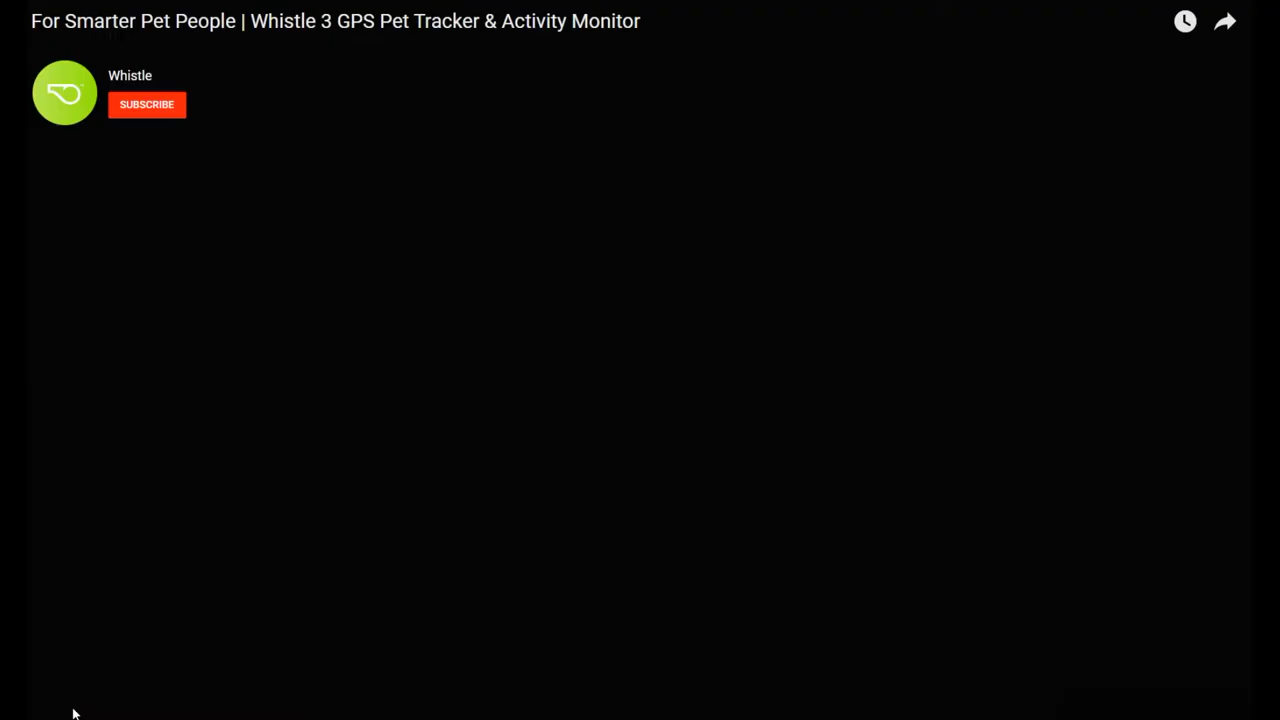 For Smarter Pet People | Whistle 3 GPS Pet Tracker & Activity Monitor
Whistle
SUBSCRIBE